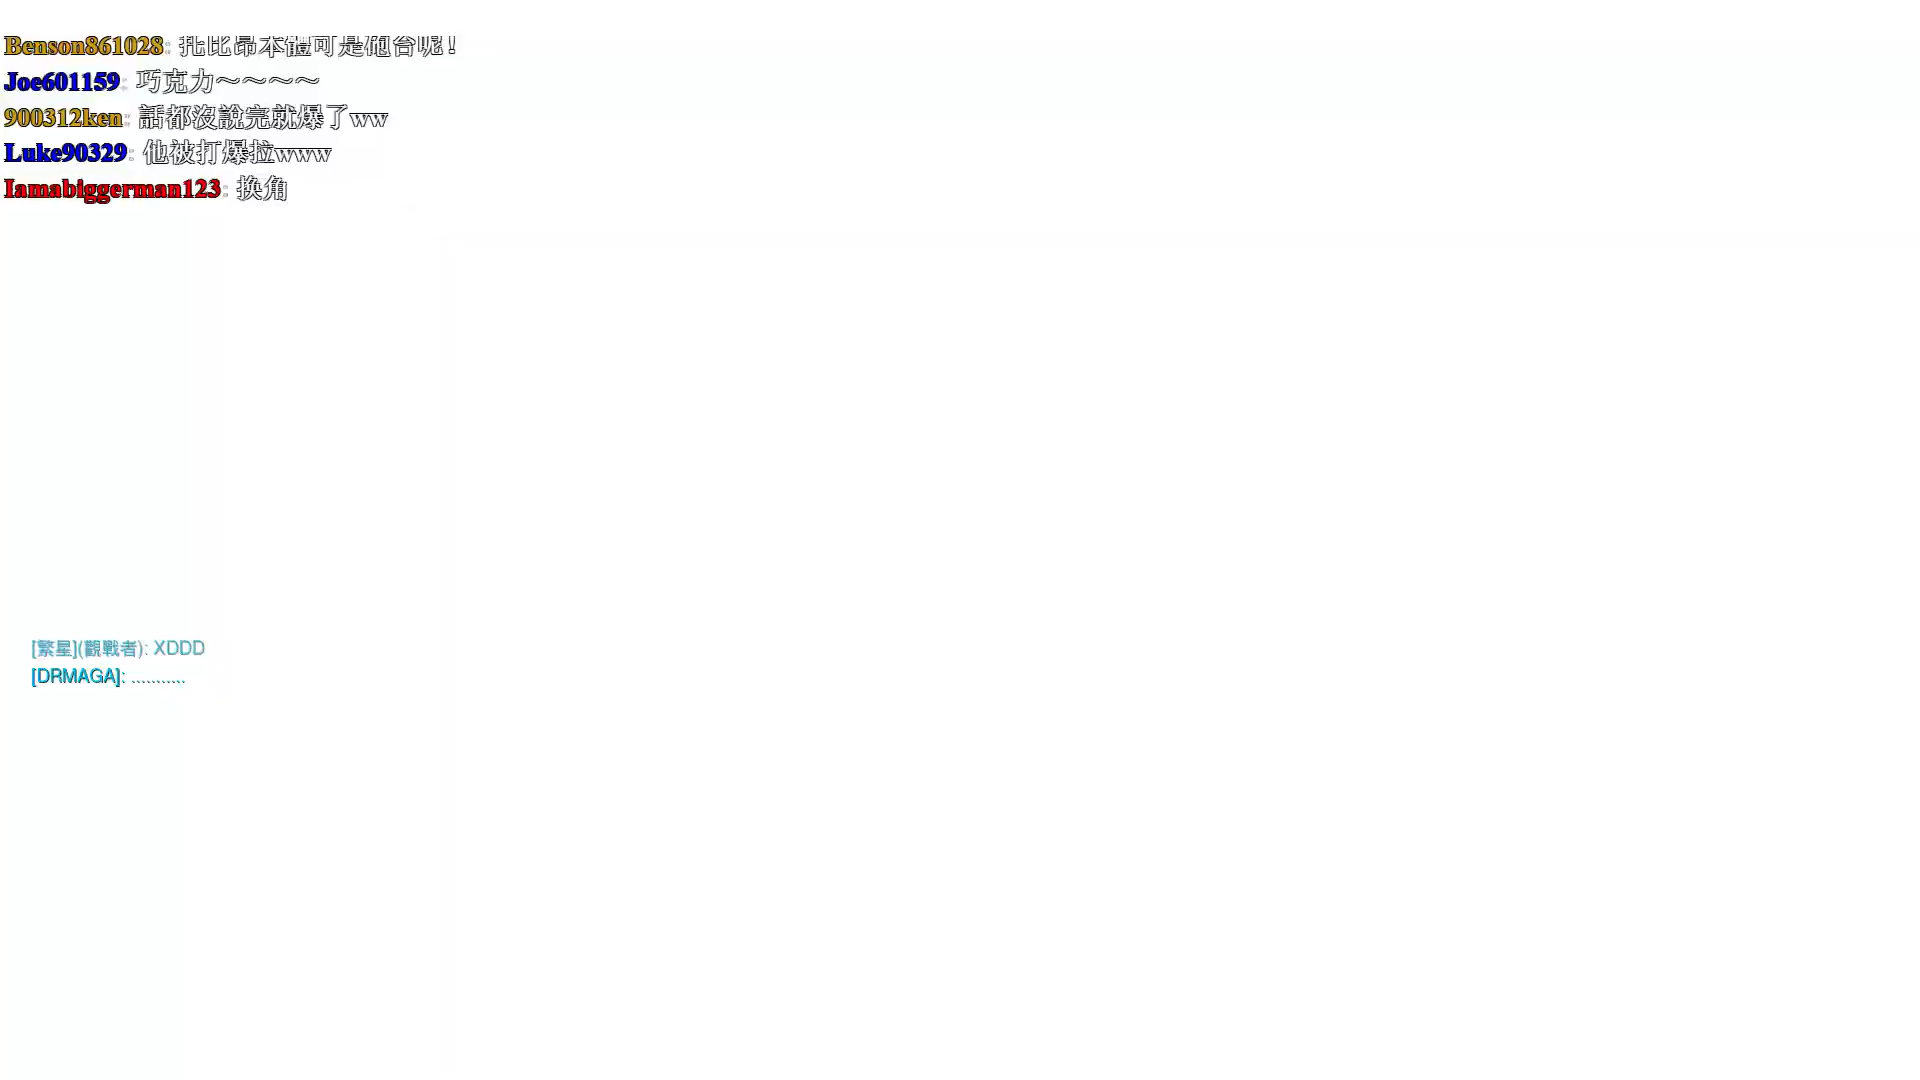 Benson861028: 托比昂本體可是砲台呢!
Joe601159: 巧克力～～～～
900312ken: 話都沒說完就爆了ww
Luke90329: 他被打爆拉www
Iamabiggerman123: 換角
[繁星](觀戰者): XDDD
[DRMAGA]: ...........